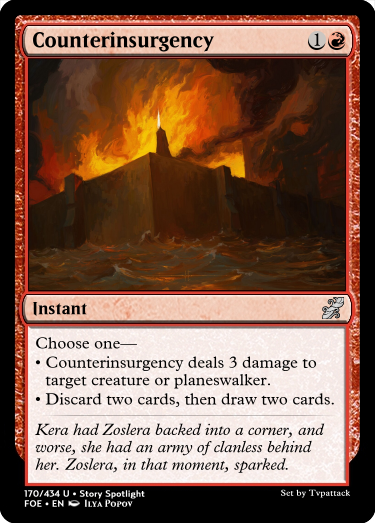 Counterinsurgency 1
Instant
Choose one—
• Counterinsurgency deals 3 damage to
target creature or planeswalker.
• Discard two cards, then draw two cards.
Kera had Zoslera backed into a corner, and
worse, she had an army of clanless behind
her. Zoslera, in that moment, sparked.
170/434 U • Story Spotlight
FOE • EN Ilya Popov
Set by Tvpattack